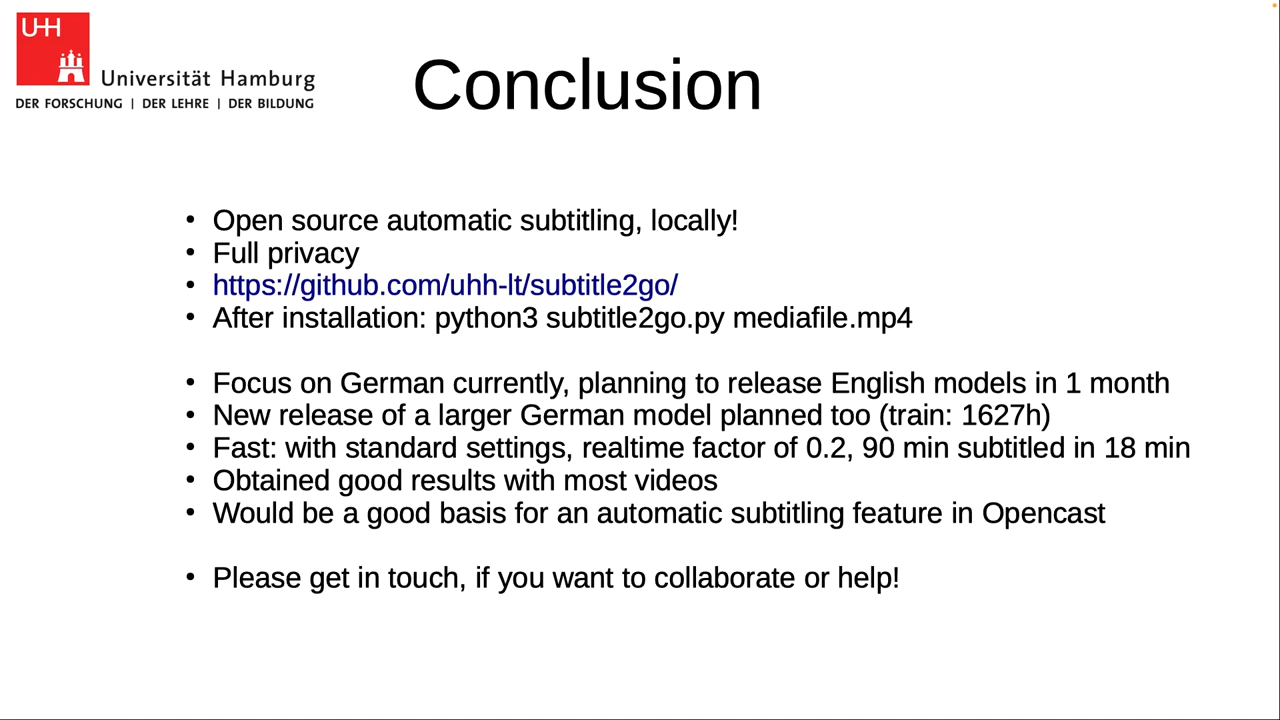 UHH
Universität Hamburg
DER FORSCHUNG | DER LEHRE | DER BILDUNG
Conclusion
• Open source automatic subtitling, locally!
• Full privacy
• https://github.com/uhh-lt/subtitle2go/
• After installation: python3 subtitle2go.py mediafile.mp4
• Focus on German currently, planning to release English models in 1 month
• New release of a larger German model planned too (train: 1627h)
• Fast: with standard settings, realtime factor of 0.2, 90 min subtitled in 18 min
• Obtained good results with most videos
• Would be a good basis for an automatic subtitling feature in Opencast
• Please get in touch, if you want to collaborate or help!